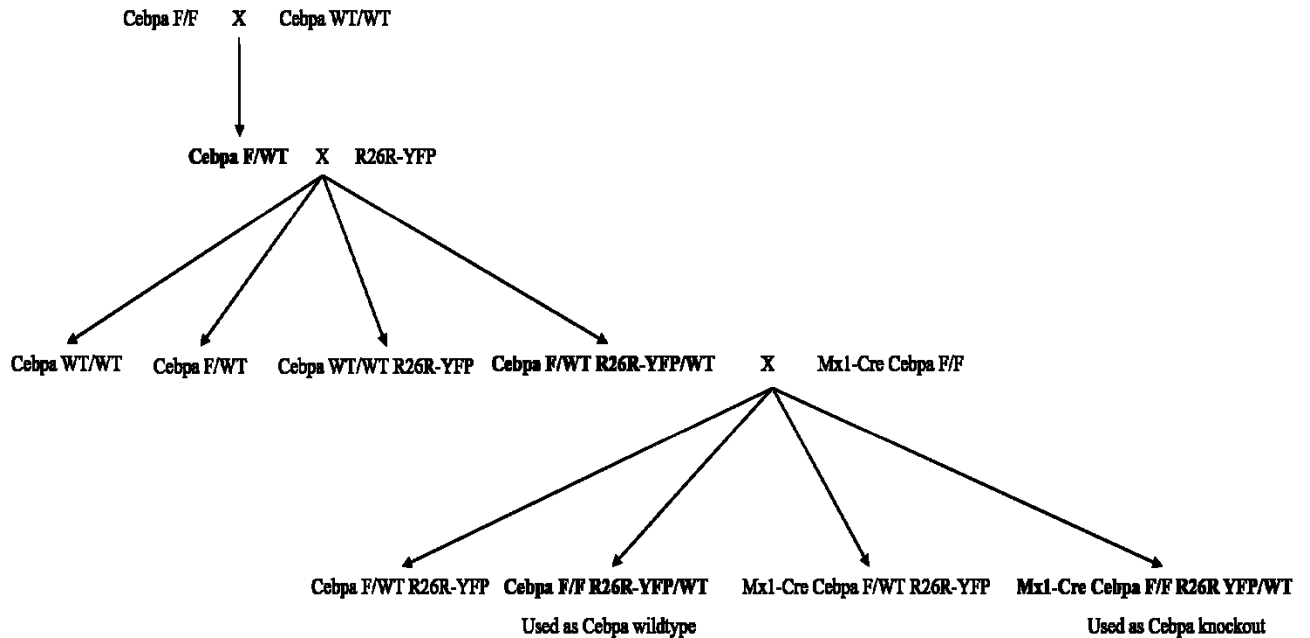 Cebpa F/F X Cebpa WT/WT
Cebpa F/WT X R26R-YFP
Cebpa WT/WT Cebpa F/WT Cebpa WT/WT R26R-YFP Cebpa F/WT R26R-YFP/WT X Mx1-Cre Cebpa F/F
Cebpa F/WT R26R-YFP Cebpa F/F R26R-YFP/WT Mx1-Cre Cebpa F/WT R26R-YFP Mx1-Cre Cebpa F/F R26R YFP/WT
Used as Cebpa wildtype Used as Cebpa knockout